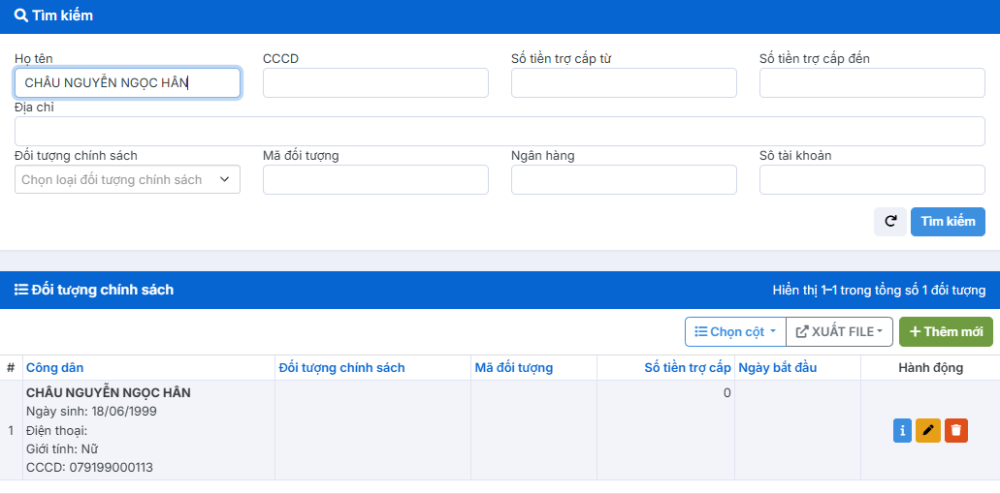 Tìm kiếm
Họ tên CCCD Số tiền trợ cấp từ Số tiền trợ cấp đến
CHÂU NGUYỄN NGỌC HÂN
Địa chỉ
Đối tượng chính sách Mã đối tượng Ngân hàng Số tài khoản
Chọn loại đối tượng chính sách
Tìm kiếm
Đối tượng chính sách Hiển thị 1–1 trong tổng số 1 đối tượng
Chọn cột XUẤT FILE Thêm mới
# Công dân Đối tượng chính sách Mã đối tượng Số tiền trợ cấp Ngày bắt đầu Hành động
CHÂU NGUYỄN NGỌC HÂN 0
Ngày sinh: 18/06/1999
1 Điện thoại:
Giới tính: Nữ
CCCD: 079199000113